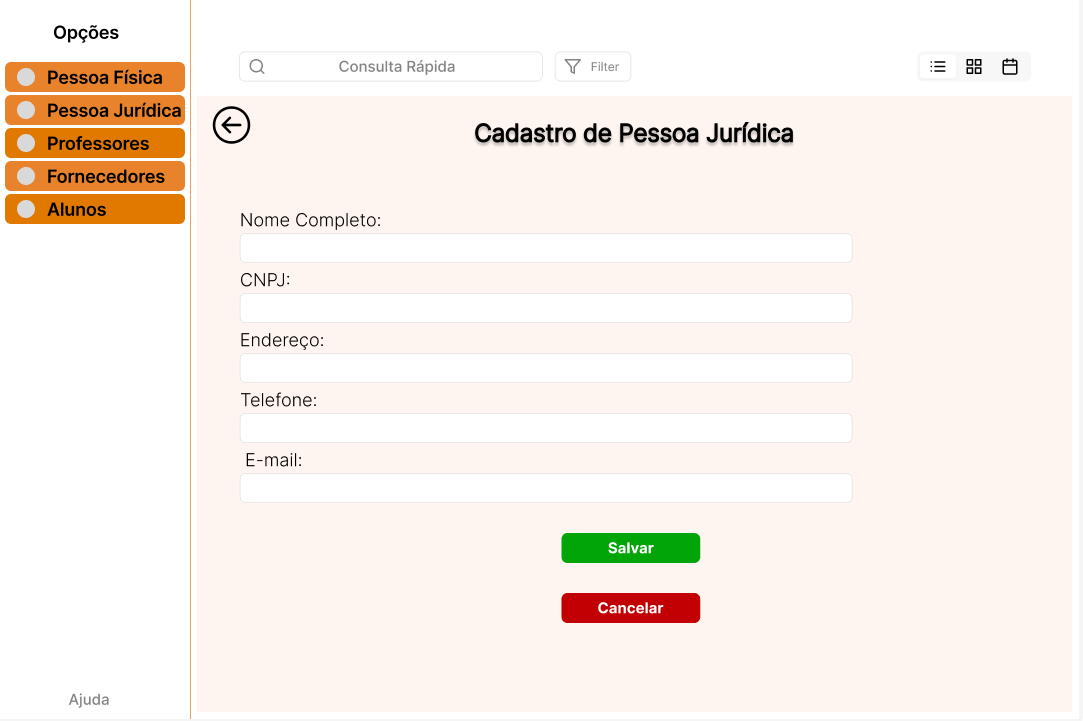 Opções
Pessoa Física
Pessoa Jurídica
Professores
Fornecedores
Alunos
Ajuda
Consulta Rápida
Filter
Cadastro de Pessoa Jurídica
Nome Completo:
CNPJ:
Endereço:
Telefone:
E-mail:
Salvar
Cancelar